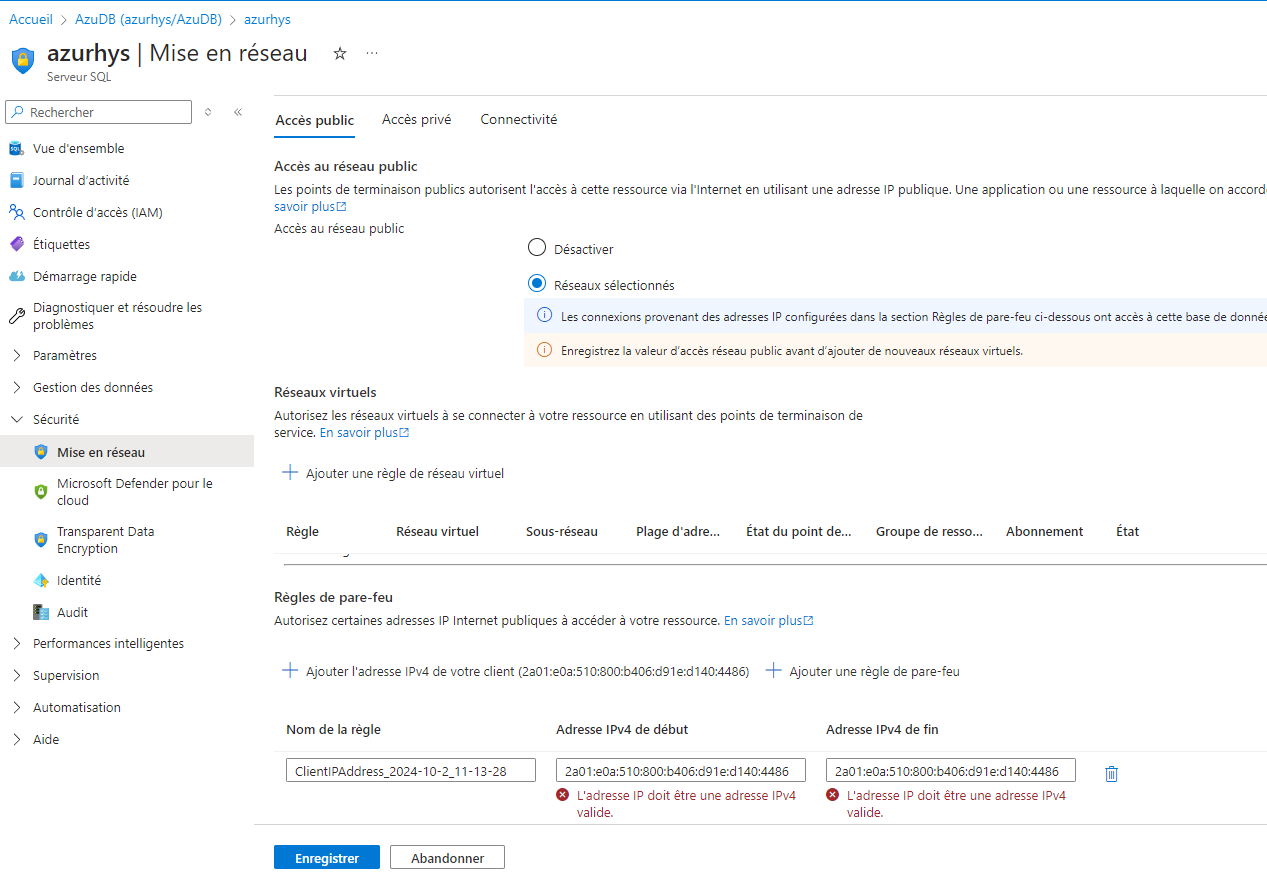 Accueil > AzuDB (azurhys/AzuDB) > azurhys
azurhys | Mise en réseau
Serveur SQL
Rechercher
Vue d'ensemble
Journal d'activité
Contrôle d'accès (IAM)
Étiquettes
Démarrage rapide
Diagnostiquer et résoudre les
problèmes
Paramètres
Gestion des données
Sécurité
Mise en réseau
Microsoft Defender pour le
cloud
Transparent Data
Encryption
Identité
Audit
Performances intelligentes
Supervision
Automatisation
Aide
Accès public Accès privé Connectivité
Accès au réseau public
Les points de terminaison publics autorisent l'accès à cette ressource via l'Internet en utilisant une adresse IP publique. Une application ou une ressource à laquelle on accord
savoir plus
Accès au réseau public
Désactiver
Réseaux sélectionnés
Les connexions provenant des adresses IP configurées dans la section Règles de pare-feu ci-dessous ont accès à cette base de donnée
Enregistrez la valeur d'accès réseau public avant d'ajouter de nouveaux réseaux virtuels.
Réseaux virtuels
Autorisez les réseaux virtuels à se connecter à votre ressource en utilisant des points de terminaison de
service. En savoir plus
Ajouter une règle de réseau virtuel
Règle Réseau virtuel Sous-réseau Plage d'adre... État du point de... Groupe de resso... Abonnement État
Règles de pare-feu
Autorisez certaines adresses IP Internet publiques à accéder à votre ressource. En savoir plus
Ajouter l'adresse IPv4 de votre client (2a01:e0a:510:800:b406:d91e:d140:4486) Ajouter une règle de pare-feu
Nom de la règle Adresse IPv4 de début Adresse IPv4 de fin
ClientIPAddress_2024-10-2_11-13-28 2a01:e0a:510:800:b406:d91e:d140:4486 2a01:e0a:510:800:b406:d91e:d140:4486
L'adresse IP doit être une adresse IPv4 L'adresse IP doit être une adresse IPv4
valide. valide.
Enregistrer Abandonner